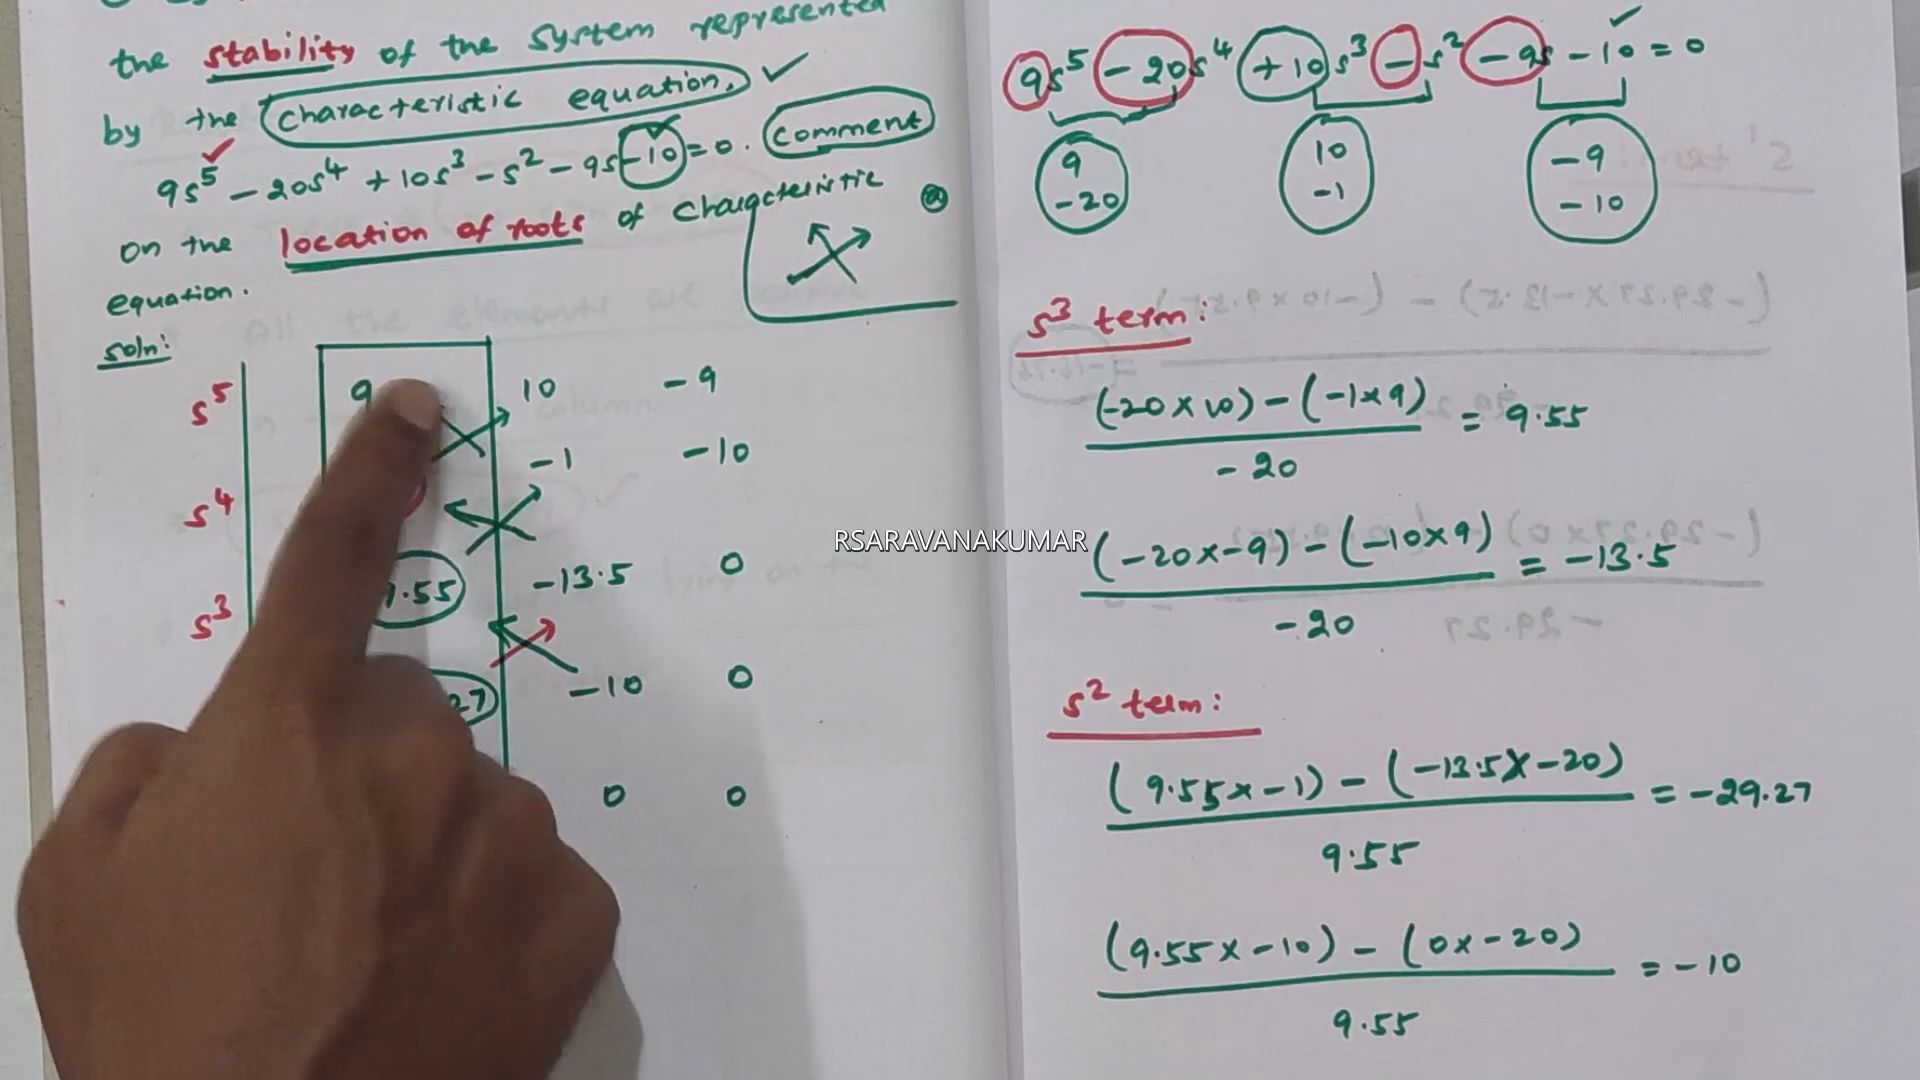 the stability of the system represented
by the characteristic equation.
9s⁵ - 20s⁴ + 10s³ - s² - 9s - 10 = 0. comment
on the location of roots of characteristic
equation.
soln:
s⁵ 9 10 -9
s⁴ -1 -10
s³ -13.5 0
27 -10 0
0 0
9s⁵ - 20s⁴ + 10s³ - s² - 9s - 10 = 0
9 10 -9
-20 -1 -10
s³ term:
(-20 x 10) - (-1 x 9) = 9.55
-20
(-20 x -9) - (-10 x 9) = -13.5
-20
s² term:
(9.55 x -1) - (-13.5 x -20) = -29.27
9.55
(9.55 x -10) - (0 x -20) = -10
9.55
RSARAVANAKUMAR